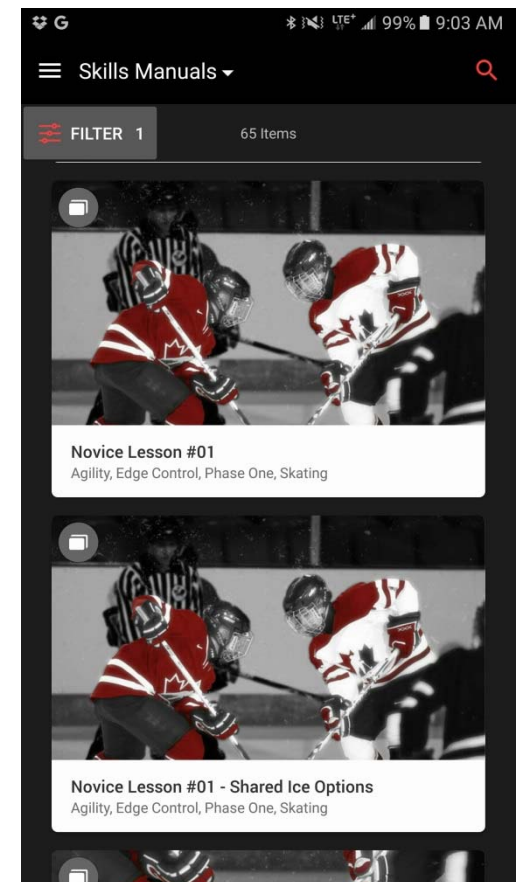 G LTE+ 99% 9:03 AM
Skills Manuals
FILTER 1 65 Items
Novice Lesson #01
Agility, Edge Control, Phase One, Skating
Novice Lesson #01 - Shared Ice Options
Agility, Edge Control, Phase One, Skating